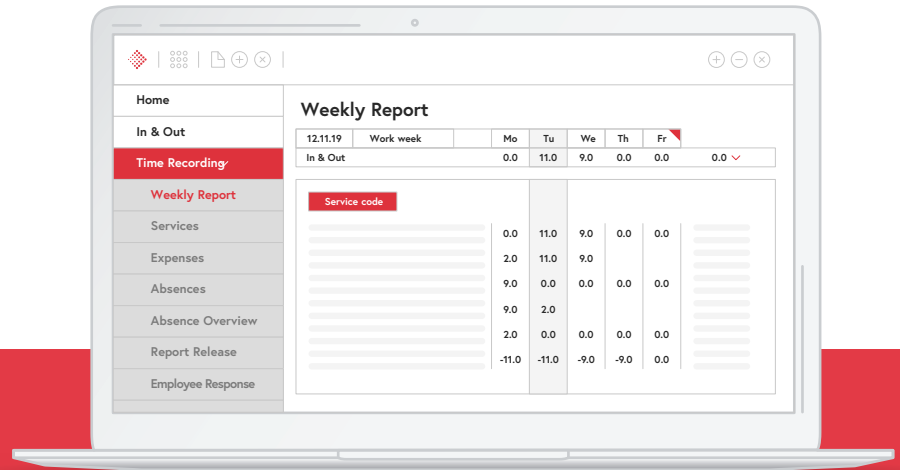 Home
In & Out
Time Recording
Weekly Report
Services
Expenses
Absences
Absence Overview
Report Release
Employee Response
Weekly Report
12.11.19 Work week Mo Tu We Th Fr
In & Out 0.0 11.0 9.0 0.0 0.0 0.0
Service code
0.0 11.0 9.0 0.0 0.0
2.0 11.0 9.0
9.0 0.0 0.0 0.0 0.0
9.0 2.0
2.0 0.0 0.0 0.0 0.0
-11.0 -11.0 -9.0 -9.0 0.0